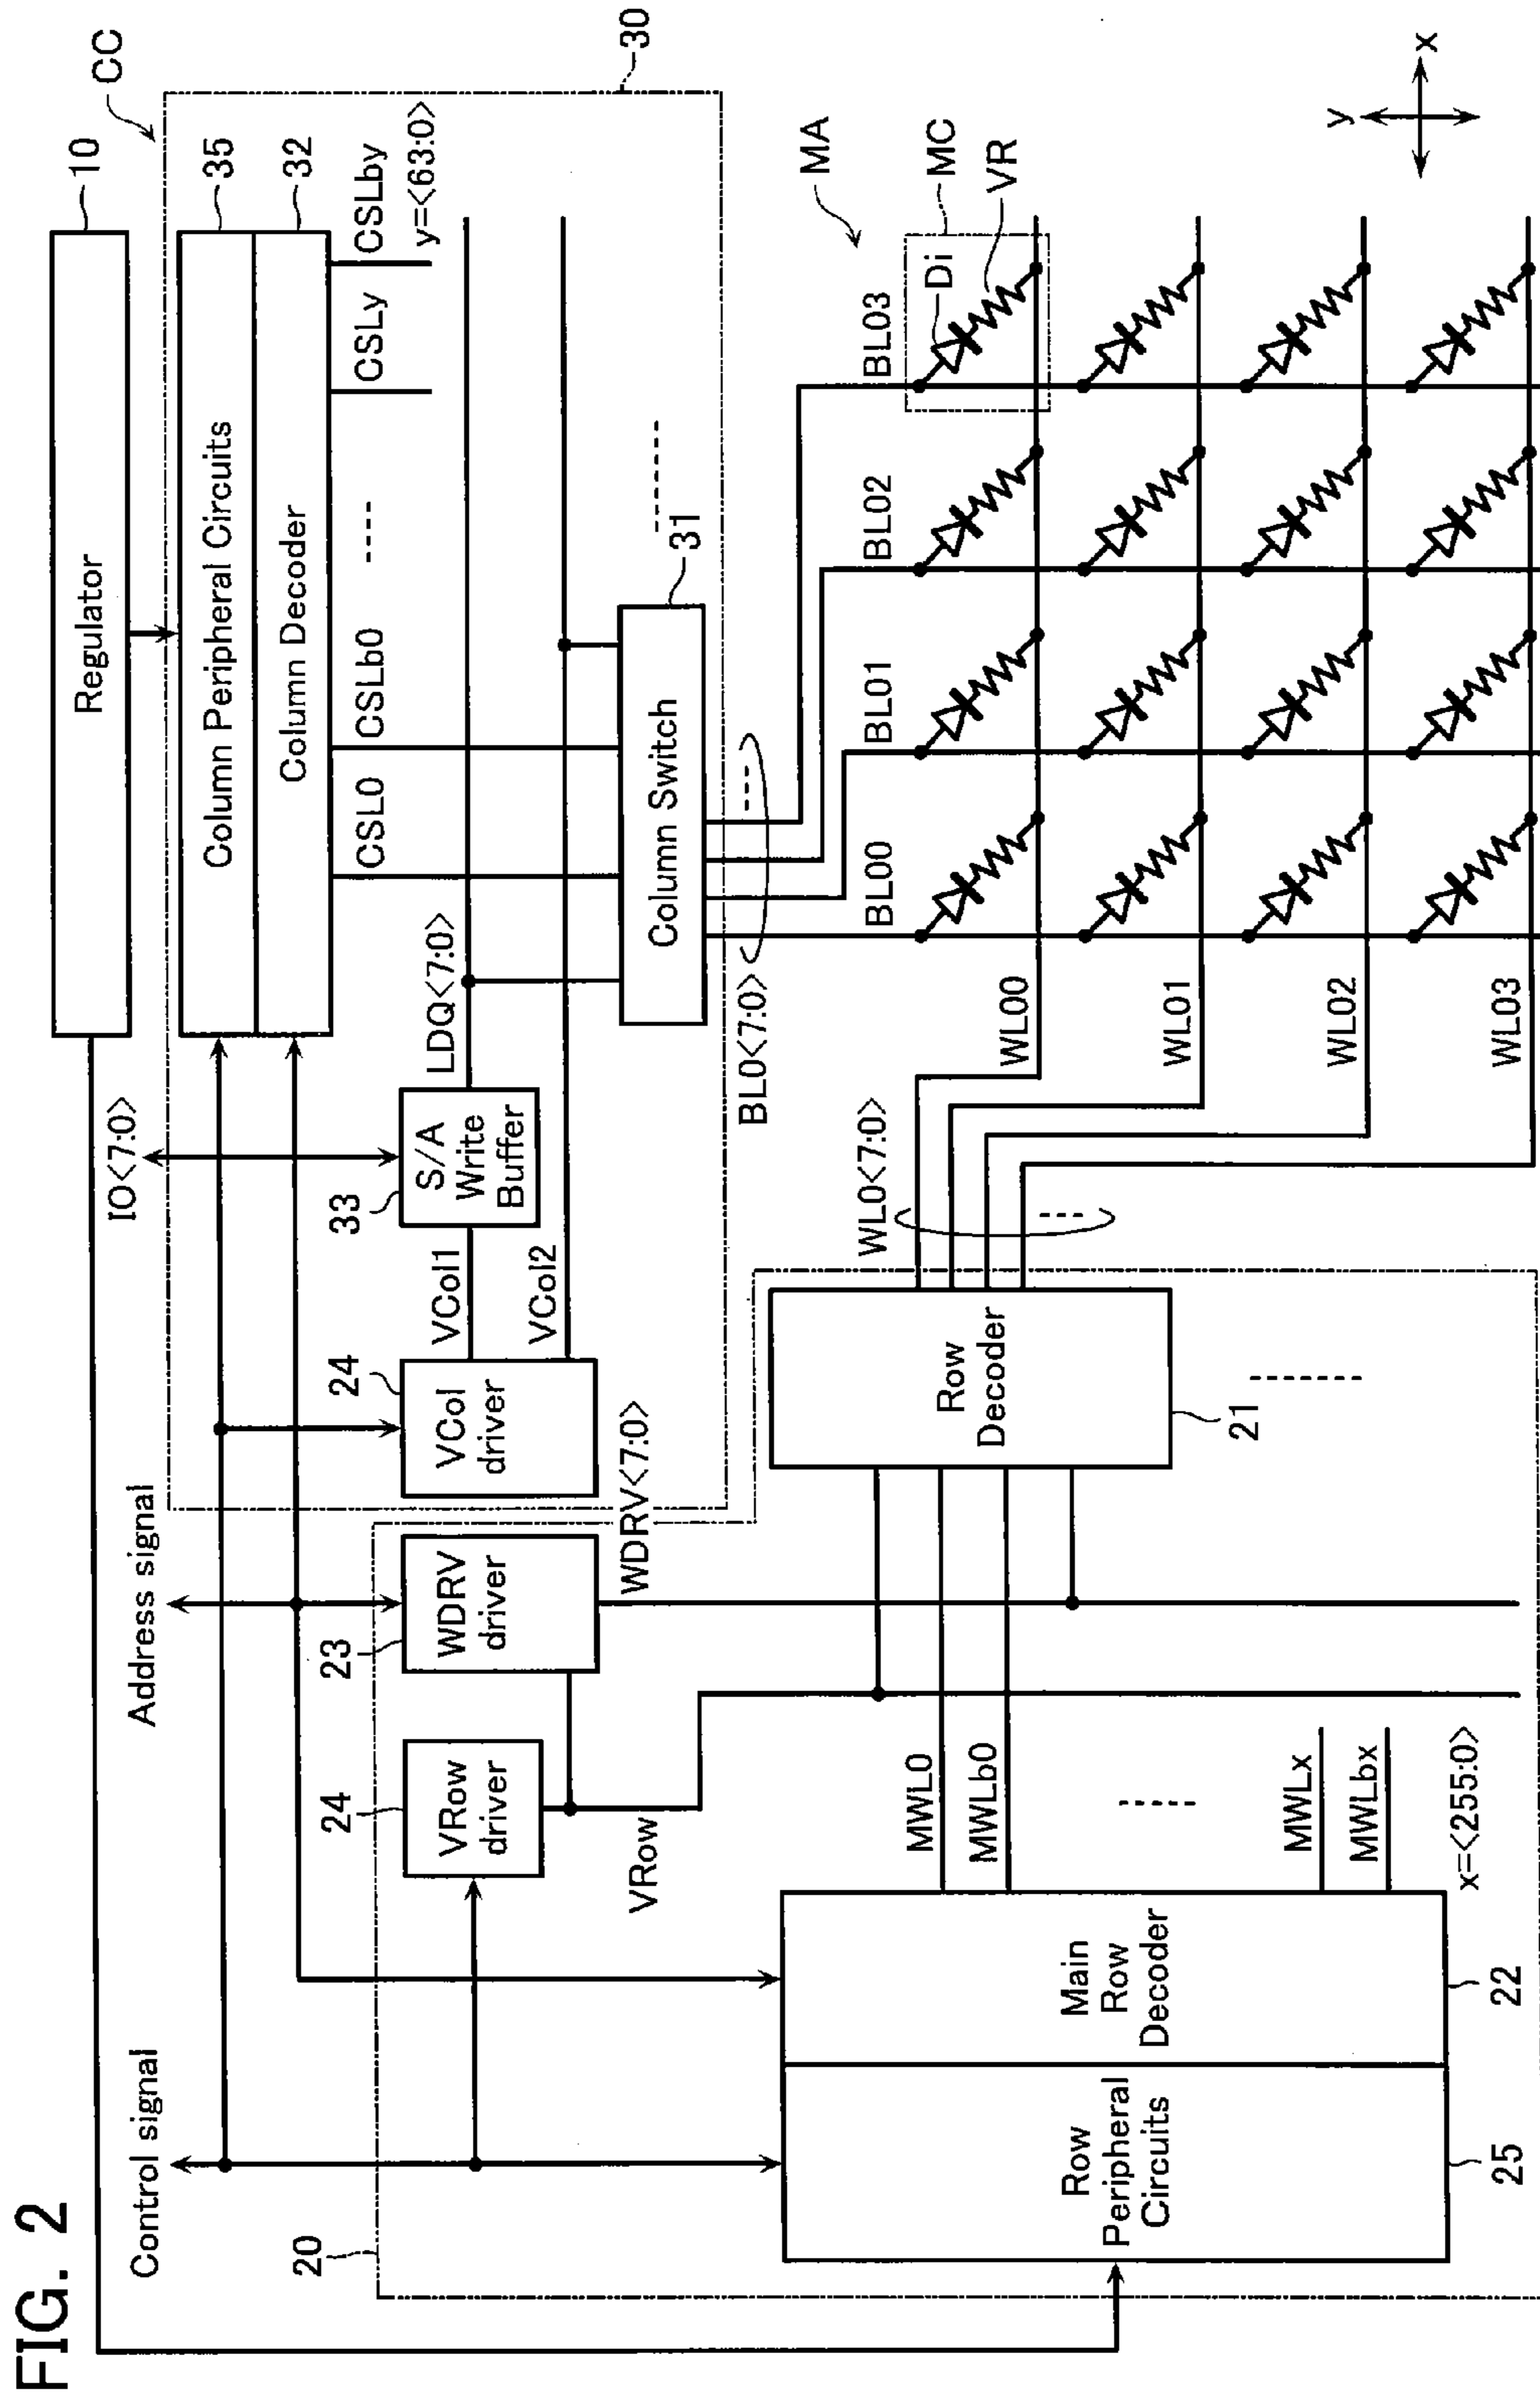 FIG. 2
CC
10
Regulator
35
Column Peripheral Circuits
32
Column Decoder
30
CSL0
CSLb0
CSLy
CSLby
y=<63:0>
IO<7:0>
Address signal
Control signal
LDQ<7:0>
33
S/A
Write
Buffer
VCol1
VCol2
24
VCol
driver
31
Column Switch
BL0<7:0>
20
24
VRow
driver
VRow
23
WDRV
driver
WDRV<7:0>
21
Row
Decoder
WL0<7:0>
MWL0
MWLb0
MWLx
MWLbx
x=<255:0>
Main
Row
Decoder
22
Row
Peripheral
Circuits
25
MA
BL00
BL01
BL02
BL03
Di
MC
VR
WL00
WL01
WL02
WL03
y
x